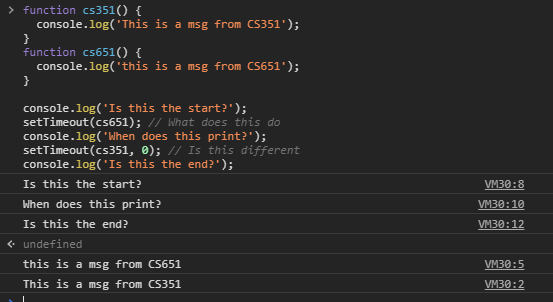 > function cs351() {
console.log('This is a msg from CS351');
}
function cs651() {
console.log('this is a msg from CS651');
}
console.log('Is this the start?');
setTimeout(cs651); // What does this do
console.log('When does this print?');
setTimeout(cs351, 0); // Is this different
console.log('Is this the end?');
Is this the start? VM30:8
When does this print? VM30:10
Is this the end? VM30:12
undefined
this is a msg from CS651 VM30:5
This is a msg from CS351 VM30:2